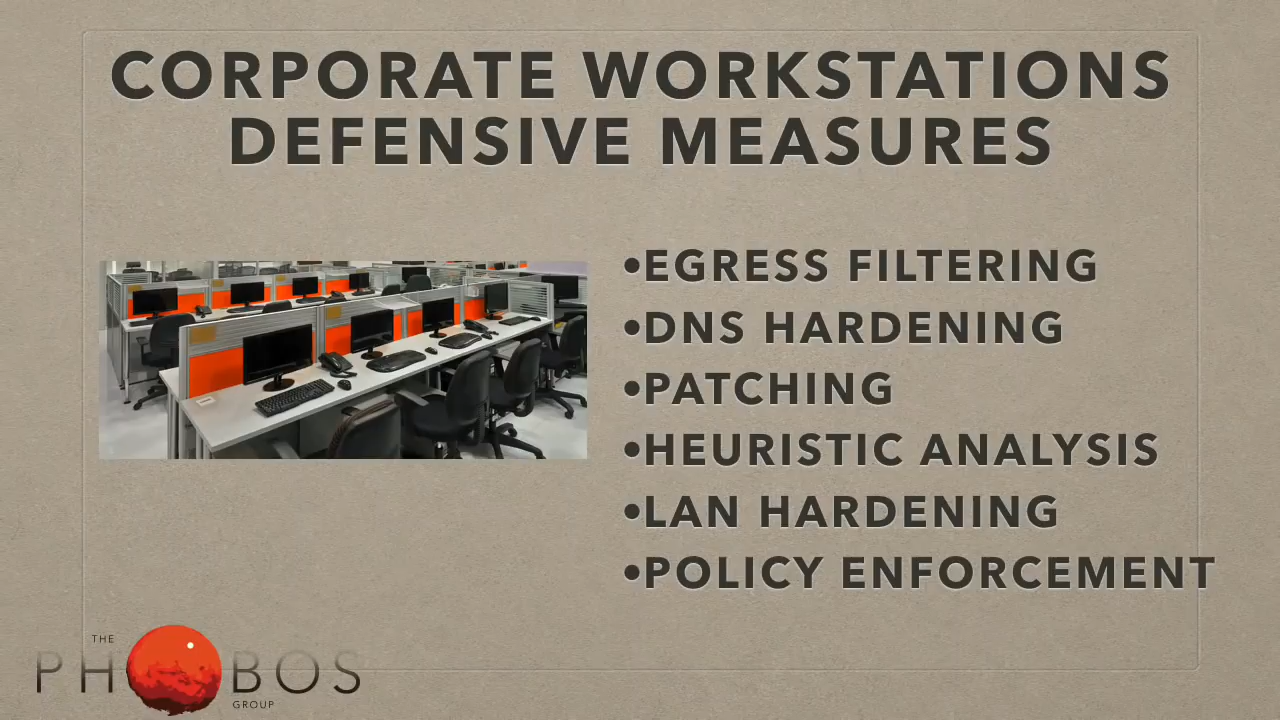 CORPORATE WORKSTATIONS
DEFENSIVE MEASURES
•EGRESS FILTERING
•DNS HARDENING
•PATCHING
•HEURISTIC ANALYSIS
•LAN HARDENING
•POLICY ENFORCEMENT
THE
PHOBOS
GROUP